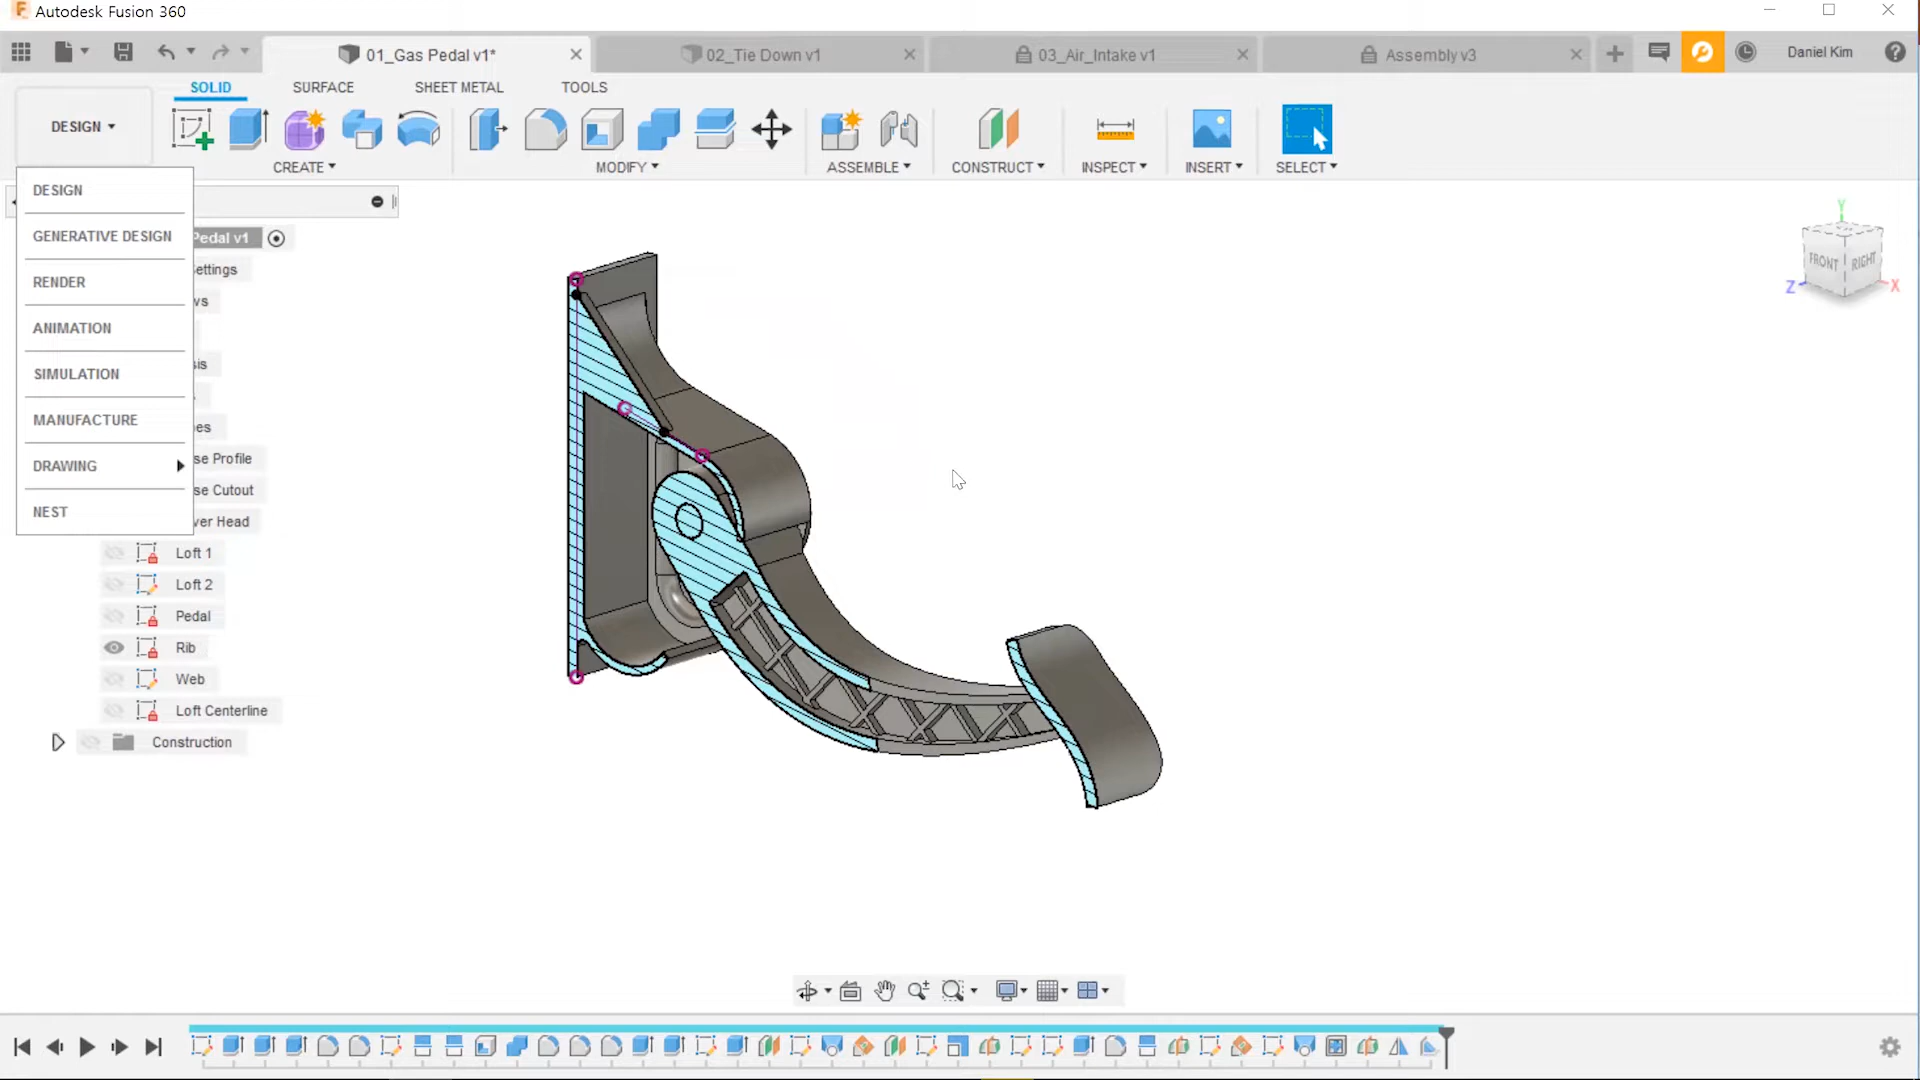 Autodesk Fusion 360
01_Gas Pedal v1*
02_Tie Down v1
03_Air_Intake v1
Assembly v3
Daniel Kim
SOLID
SURFACE
SHEET METAL
TOOLS
DESIGN
CREATE
MODIFY
ASSEMBLE
CONSTRUCT
INSPECT
INSERT
SELECT
DESIGN
GENERATIVE DESIGN
RENDER
ANIMATION
SIMULATION
MANUFACTURE
DRAWING
NEST
Pedal v1
ettings
ws
sis
es
se Profile
se Cutout
ver Head
Loft 1
Loft 2
Pedal
Rib
Web
Loft Centerline
Construction
Y
FRONT
RIGHT
Z
X